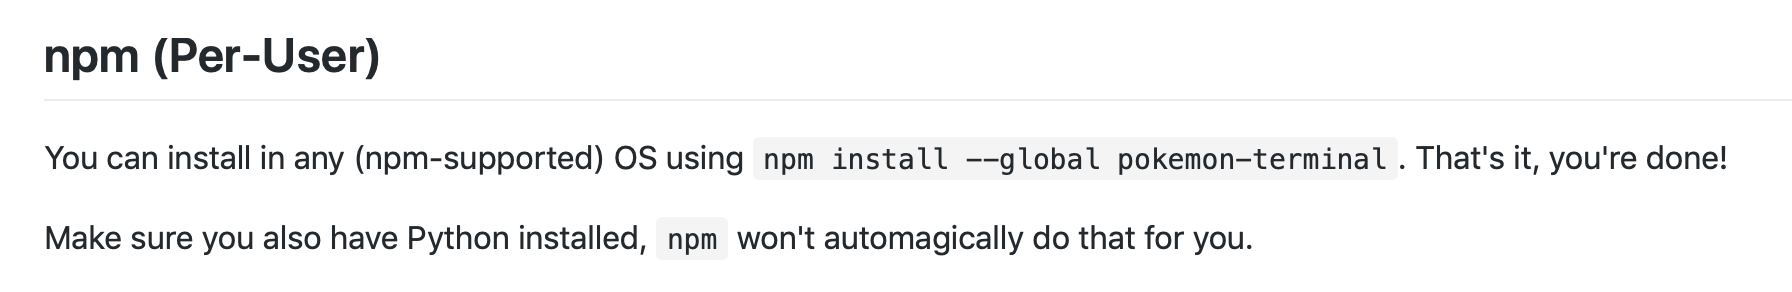 npm (Per-User)
You can install in any (npm-supported) OS using npm install --global pokemon-terminal. That's it, you're done!
Make sure you also have Python installed, npm won't automagically do that for you.